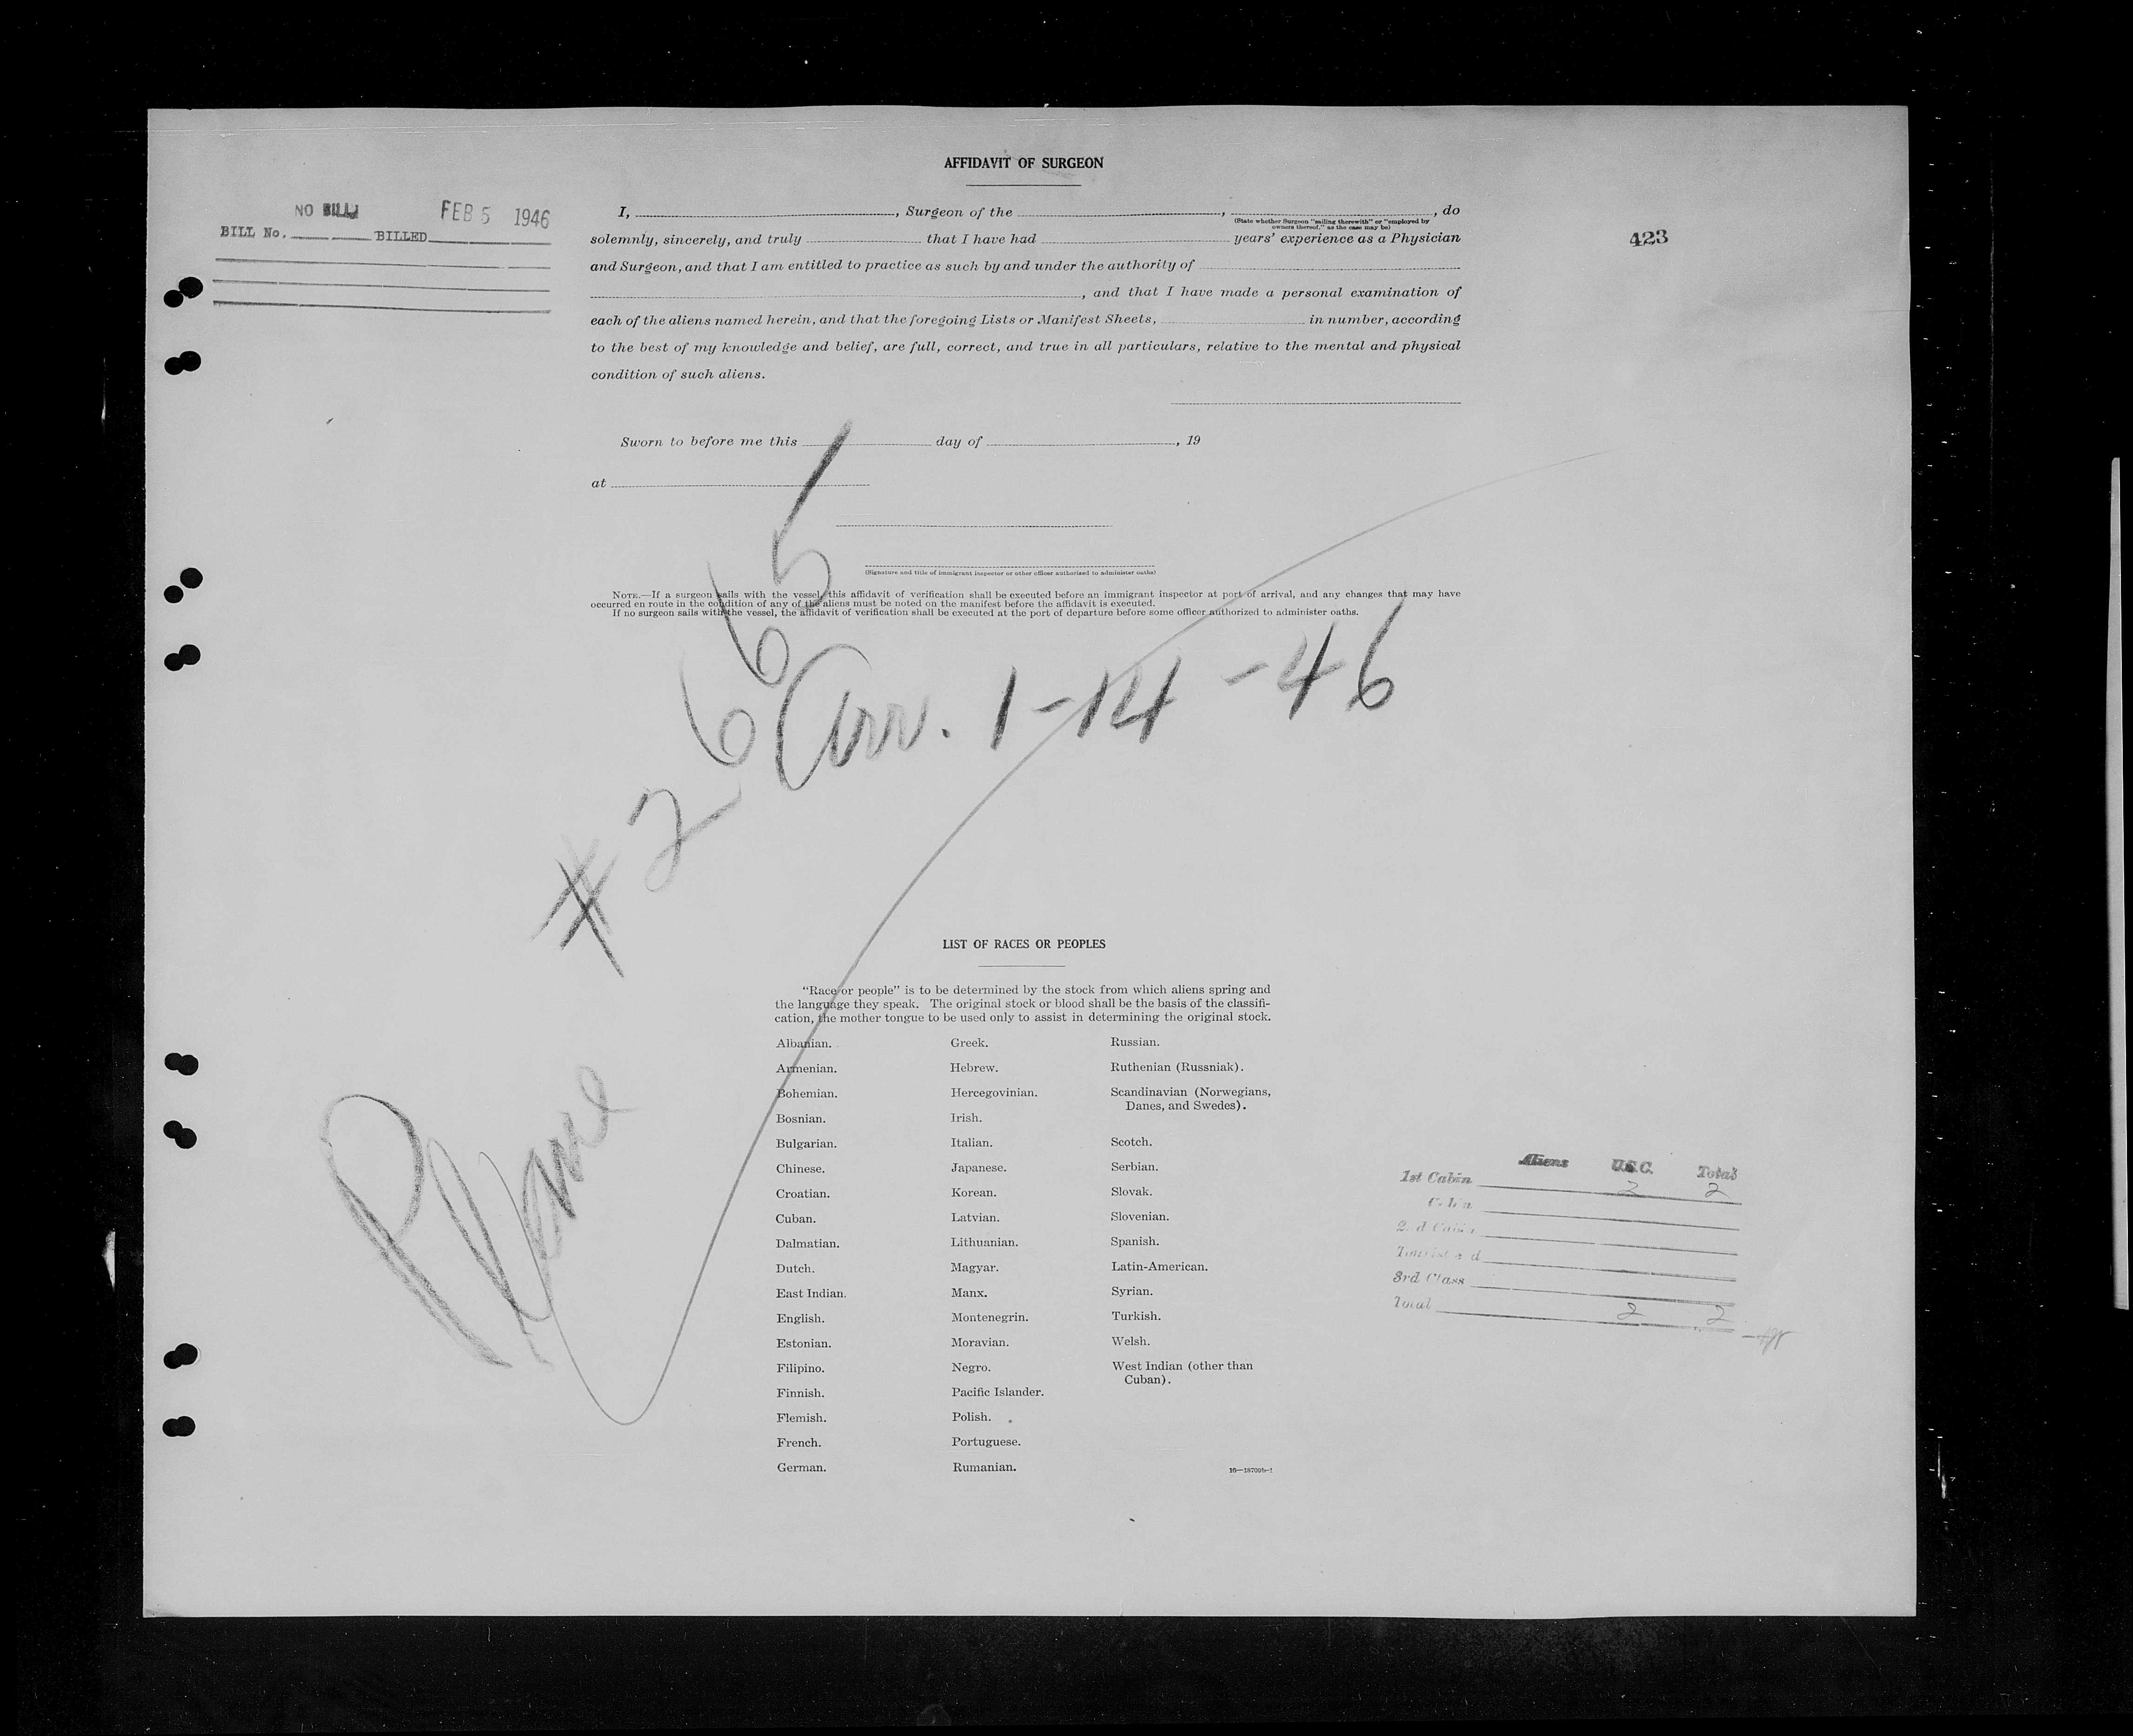 AFFIDAVIT OF SURGEON
NO BILL
FEB 5 1946
BILL No. BILLED
423
I, , Surgeon of the , , do
(State whether Surgeon "sailing therewith" or "employed by
owners thereof," as the case may be)
solemnly, sincerely, and truly that I have had years' experience as a Physician
and Surgeon, and that I am entitled to practice as such by and under the authority of
, and that I have made a personal examination of
each of the aliens named herein, and that the foregoing Lists or Manifest Sheets, in number, according
to the best of my knowledge and belief, are full, correct, and true in all particulars, relative to the mental and physical
condition of such aliens.
Sworn to before me this day of , 19
at
(Signature and title of immigrant inspector or other officer authorized to administer oaths)
NOTE.—If a surgeon sails with the vessel, this affidavit of verification shall be executed before an immigrant inspector at port of arrival, and any changes that may have
occurred en route in the condition of any of the aliens must be noted on the manifest before the affidavit is executed.
If no surgeon sails with the vessel, the affidavit of verification shall be executed at the port of departure before some officer authorized to administer oaths.
Plane #2665
Arr. 1-14-46
LIST OF RACES OR PEOPLES
"Race or people" is to be determined by the stock from which aliens spring and
the language they speak. The original stock or blood shall be the basis of the classifi-
cation, the mother tongue to be used only to assist in determining the original stock.
Albanian.
Armenian.
Bohemian.
Bosnian.
Bulgarian.
Chinese.
Croatian.
Cuban.
Dalmatian.
Dutch.
East Indian.
English.
Estonian.
Filipino.
Finnish.
Flemish.
French.
German.
Greek.
Hebrew.
Hercegovinian.
Irish.
Italian.
Japanese.
Korean.
Latvian.
Lithuanian.
Magyar.
Manx.
Montenegrin.
Moravian.
Negro.
Pacific Islander.
Polish.
Portuguese.
Rumanian.
Russian.
Ruthenian (Russniak).
Scandinavian (Norwegians,
Danes, and Swedes).
Scotch.
Serbian.
Slovak.
Slovenian.
Spanish.
Latin-American.
Syrian.
Turkish.
Welsh.
West Indian (other than
Cuban).
Aliens U.S.C. Total
1st Cabin 2 2
Cabin
2nd Cabin
3rd Class
Total 2 2